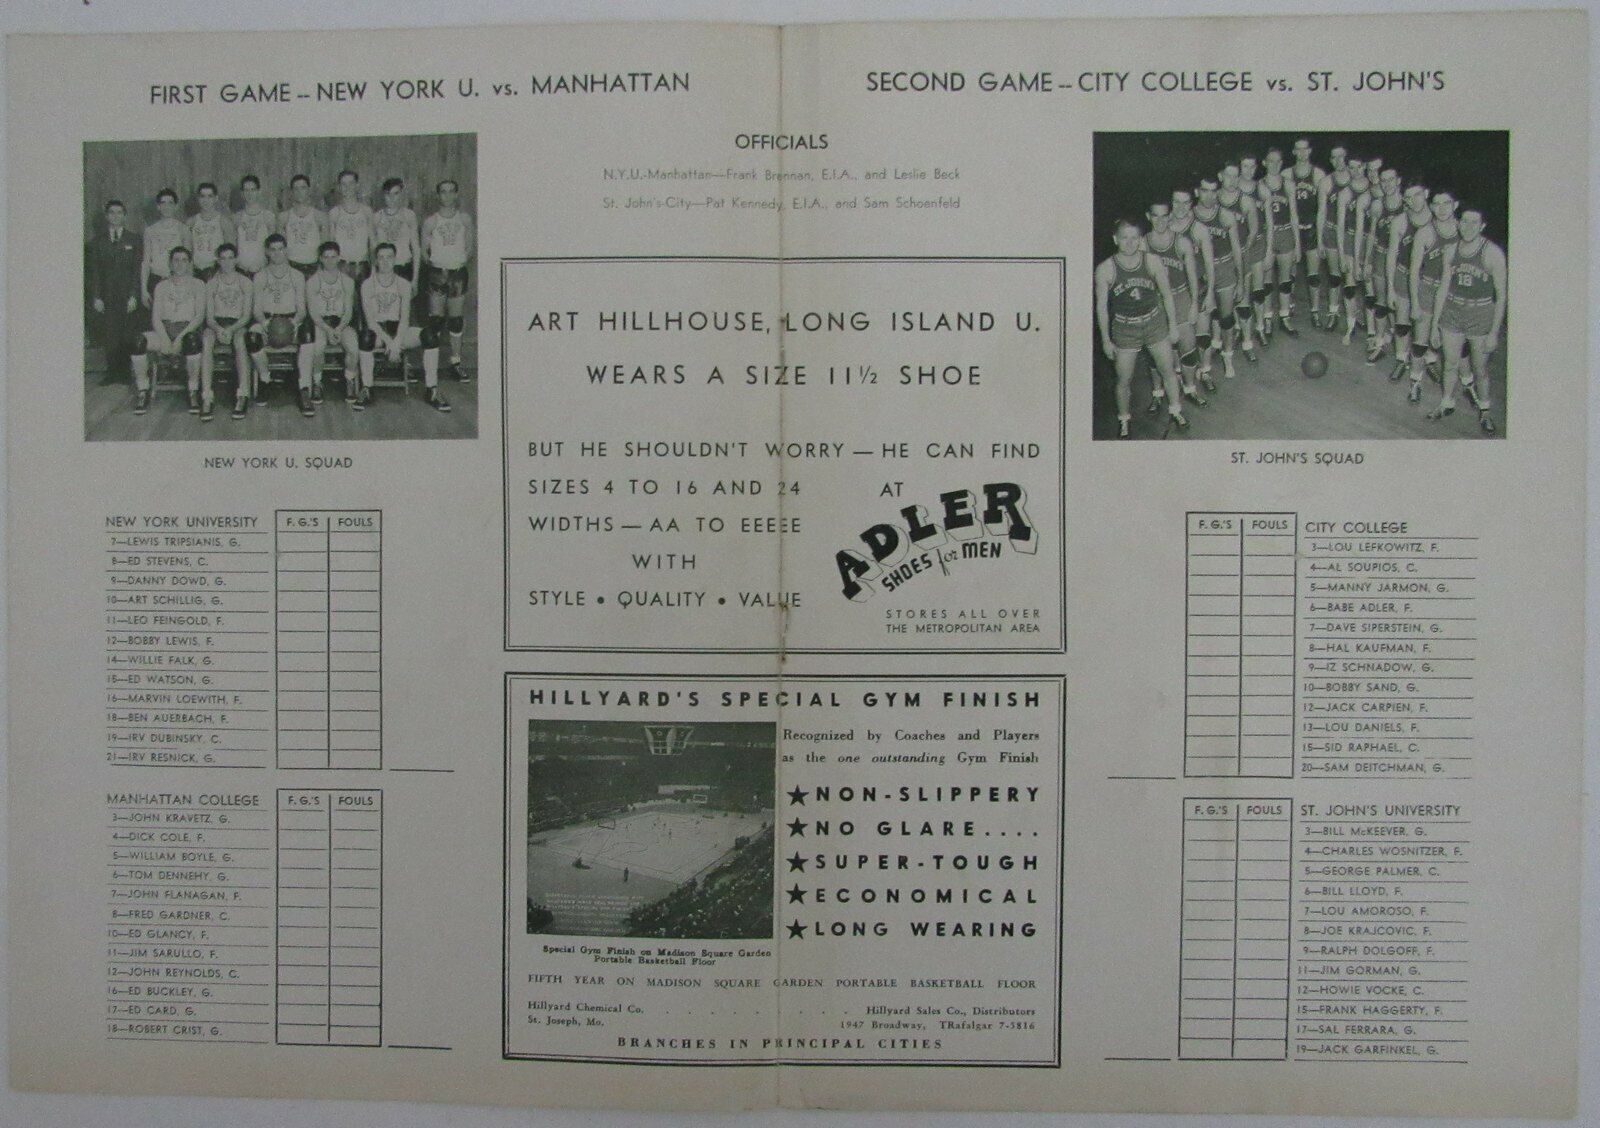 FIRST GAME -- NEW YORK U. vs. MANHATTAN
SECOND GAME -- CITY COLLEGE vs. ST. JOHN'S
OFFICIALS
N.Y.U.-Manhattan—Frank Brennan, E.I.A., and Leslie Beck
St. John's-City—Pat Kennedy, E.I.A., and Sam Schoenfeld
NEW YORK U. SQUAD
NEW YORK UNIVERSITY F. G.'S FOULS
7—LEWIS TRIPSIANIS, G.
8—ED STEVENS, C.
9—DANNY DOWD, G.
10—ART SCHILLIG, G.
11—LEO FEINGOLD, F.
12—BOBBY LEWIS, F.
14—WILLIE FALK, G.
15—ED WATSON, G.
16—MARVIN LOEWITH, F.
18—BEN AUERBACH, F.
19—IRV DUBINSKY, C.
21—IRV RESNICK, G.
MANHATTAN COLLEGE F. G.'S FOULS
3—JOHN KRAVETZ, G.
4—DICK COLE, F.
5—WILLIAM BOYLE, G.
6—TOM DENNEHY, G.
7—JOHN FLANAGAN, F.
8—FRED GARDNER, C.
10—ED GLANCY, F.
11—JIM SARULLO, F.
12—JOHN REYNOLDS, C.
16—ED BUCKLEY, G.
17—ED CARD, G.
18—ROBERT CRIST, G.
ART HILLHOUSE, LONG ISLAND U.
WEARS A SIZE 11½ SHOE
BUT HE SHOULDN'T WORRY — HE CAN FIND
SIZES 4 TO 16 AND 24
WIDTHS — AA TO EEEEE
WITH
STYLE • QUALITY • VALUE
AT
ADLER
SHOES for MEN
STORES ALL OVER
THE METROPOLITAN AREA
HILLYARD'S SPECIAL GYM FINISH
Recognized by Coaches and Players
as the one outstanding Gym Finish
★ NON-SLIPPERY
★ NO GLARE....
★ SUPER-TOUGH
★ ECONOMICAL
★ LONG WEARING
Special Gym Finish on Madison Square Garden
Portable Basketball Floor
FIFTH YEAR ON MADISON SQUARE GARDEN PORTABLE BASKETBALL FLOOR
Hillyard Chemical Co. . . . . . . . . . Hillyard Sales Co., Distributors
St. Joseph, Mo. 1947 Broadway, TRafalgar 7-5816
BRANCHES IN PRINCIPAL CITIES
ST. JOHN'S
4
ST. JOHN'S
12
3
14
ST. JOHN'S SQUAD
F. G.'S FOULS CITY COLLEGE
3—LOU LEFKOWITZ, F.
4—AL SOUPIOS, C.
5—MANNY JARMON, G.
6—BABE ADLER, F.
7—DAVE SIPERSTEIN, G.
8—HAL KAUFMAN, F.
9—IZ SCHNADOW, G.
10—BOBBY SAND, G.
12—JACK CARPIEN, F.
13—LOU DANIELS, F.
15—SID RAPHAEL, C.
20—SAM DEITCHMAN, G.
F. G.'S FOULS ST. JOHN'S UNIVERSITY
3—BILL McKEEVER, G.
4—CHARLES WOSNITZER, F.
5—GEORGE PALMER, C.
6—BILL LLOYD, F.
7—LOU AMOROSO, F.
8—JOE KRAJCOVIC, F.
9—RALPH DOLGOFF, F.
11—JIM GORMAN, G.
12—HOWIE VOCKE, C.
15—FRANK HAGGERTY, F.
17—SAL FERRARA, G.
19—JACK GARFINKEL, G.